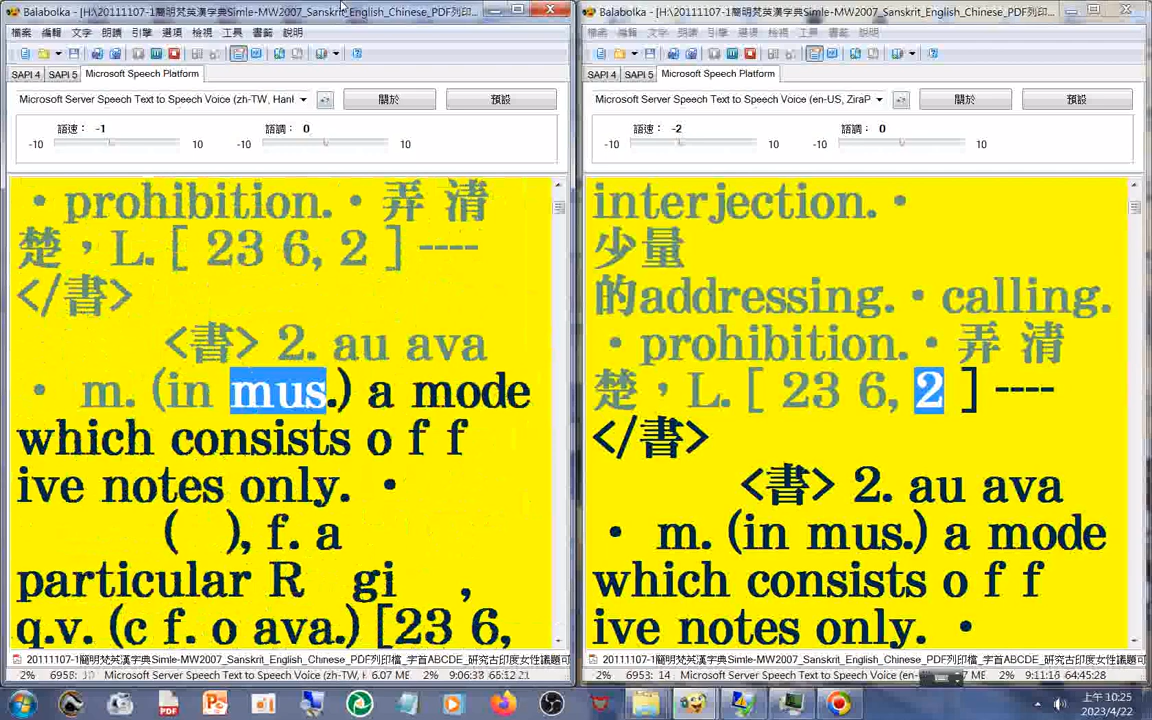 Balabolka - [H:\20111107-1簡明梵英漢字典Simle-MW2007_Sanskrit_English_Chinese_PDF列印...
檔案 編輯 文字 朗讀 引擎 選項 檢視 工具 書籤 說明
SAPI 4 SAPI 5 Microsoft Speech Platform
Microsoft Server Speech Text to Speech Voice (zh-TW, Hanl
關於 預設
語速： -1 語調： 0
-10 10 -10 10
• prohibition. • 弄 清
楚，L. [ 23 6, 2 ] ----
</書>
<書> 2. au ava
• m. (in mus.) a mode
which consists o f f
ive notes only. •
( ), f. a
particular R gi ,
q.v. (c f. o ava.) [23 6,
20111107-1簡明梵英漢字典Simle-MW2007_Sanskrit_English_Chinese_PDF列印檔_字首ABCDE_研究古印度女性議題可
2% 6958: 10 Microsoft Server Speech Text to Speech Voice (zh-TW, H 6.07 ME 2% 9:06:33 65:12:21
Balabolka - [H:\20111107-1簡明梵英漢字典Simle-MW2007_Sanskrit_English_Chinese_PDF列印...
檔案 編輯 文字 朗讀 引擎 選項 檢視 工具 書籤 說明
SAPI 4 SAPI 5 Microsoft Speech Platform
Microsoft Server Speech Text to Speech Voice (en-US, ZiraP
關於 預設
語速： -2 語調： 0
-10 10 -10 10
interjection. •
少量
的addressing. • calling.
• prohibition. • 弄 清
楚，L. [ 23 6, 2 ] ----
</書>
<書> 2. au ava
• m. (in mus.) a mode
which consists o f f
ive notes only. •
20111107-1簡明梵英漢字典Simle-MW2007_Sanskrit_English_Chinese_PDF列印檔_字首ABCDE_研究古印度女性議題可
2% 6953: 14 Microsoft Server Speech Text to Speech Voice (en-US, Z 2% 9:11:16 64:45:28
PDF
上午 10:25
2023/4/22